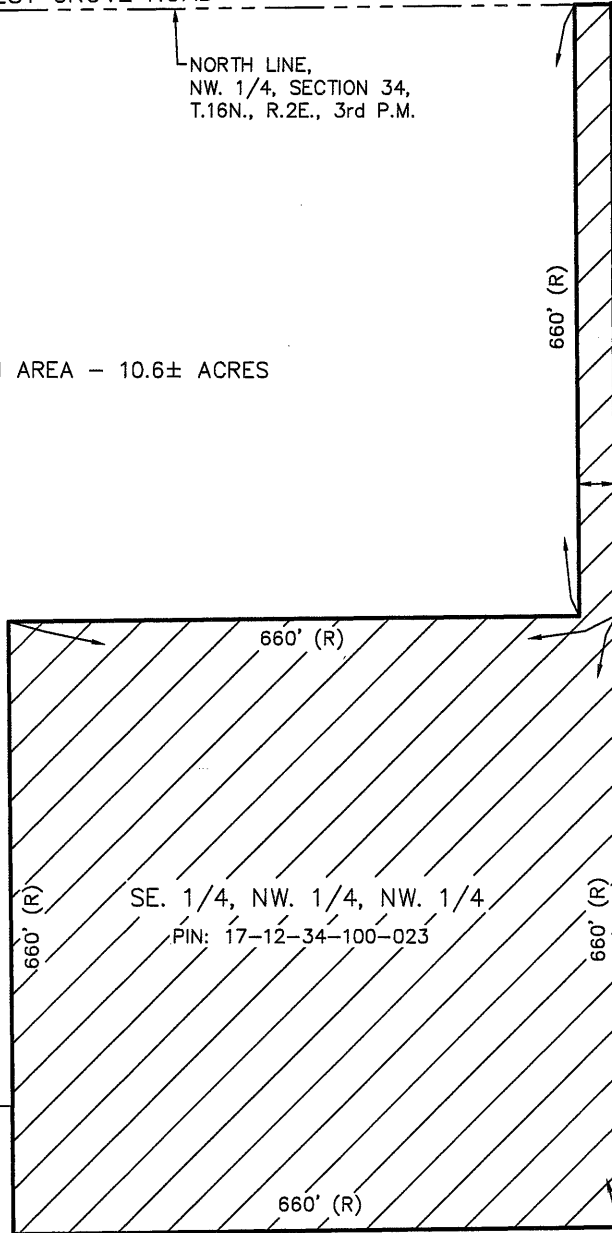 NORTH LINE,
NW. 1/4, SECTION 34,
T.16N., R.2E., 3rd P.M.
660' (R)
AREA - 10.6± ACRES
660' (R)
660' (R)
SE. 1/4, NW. 1/4, NW. 1/4
PIN: 17-12-34-100-023
660' (R)
660' (R)